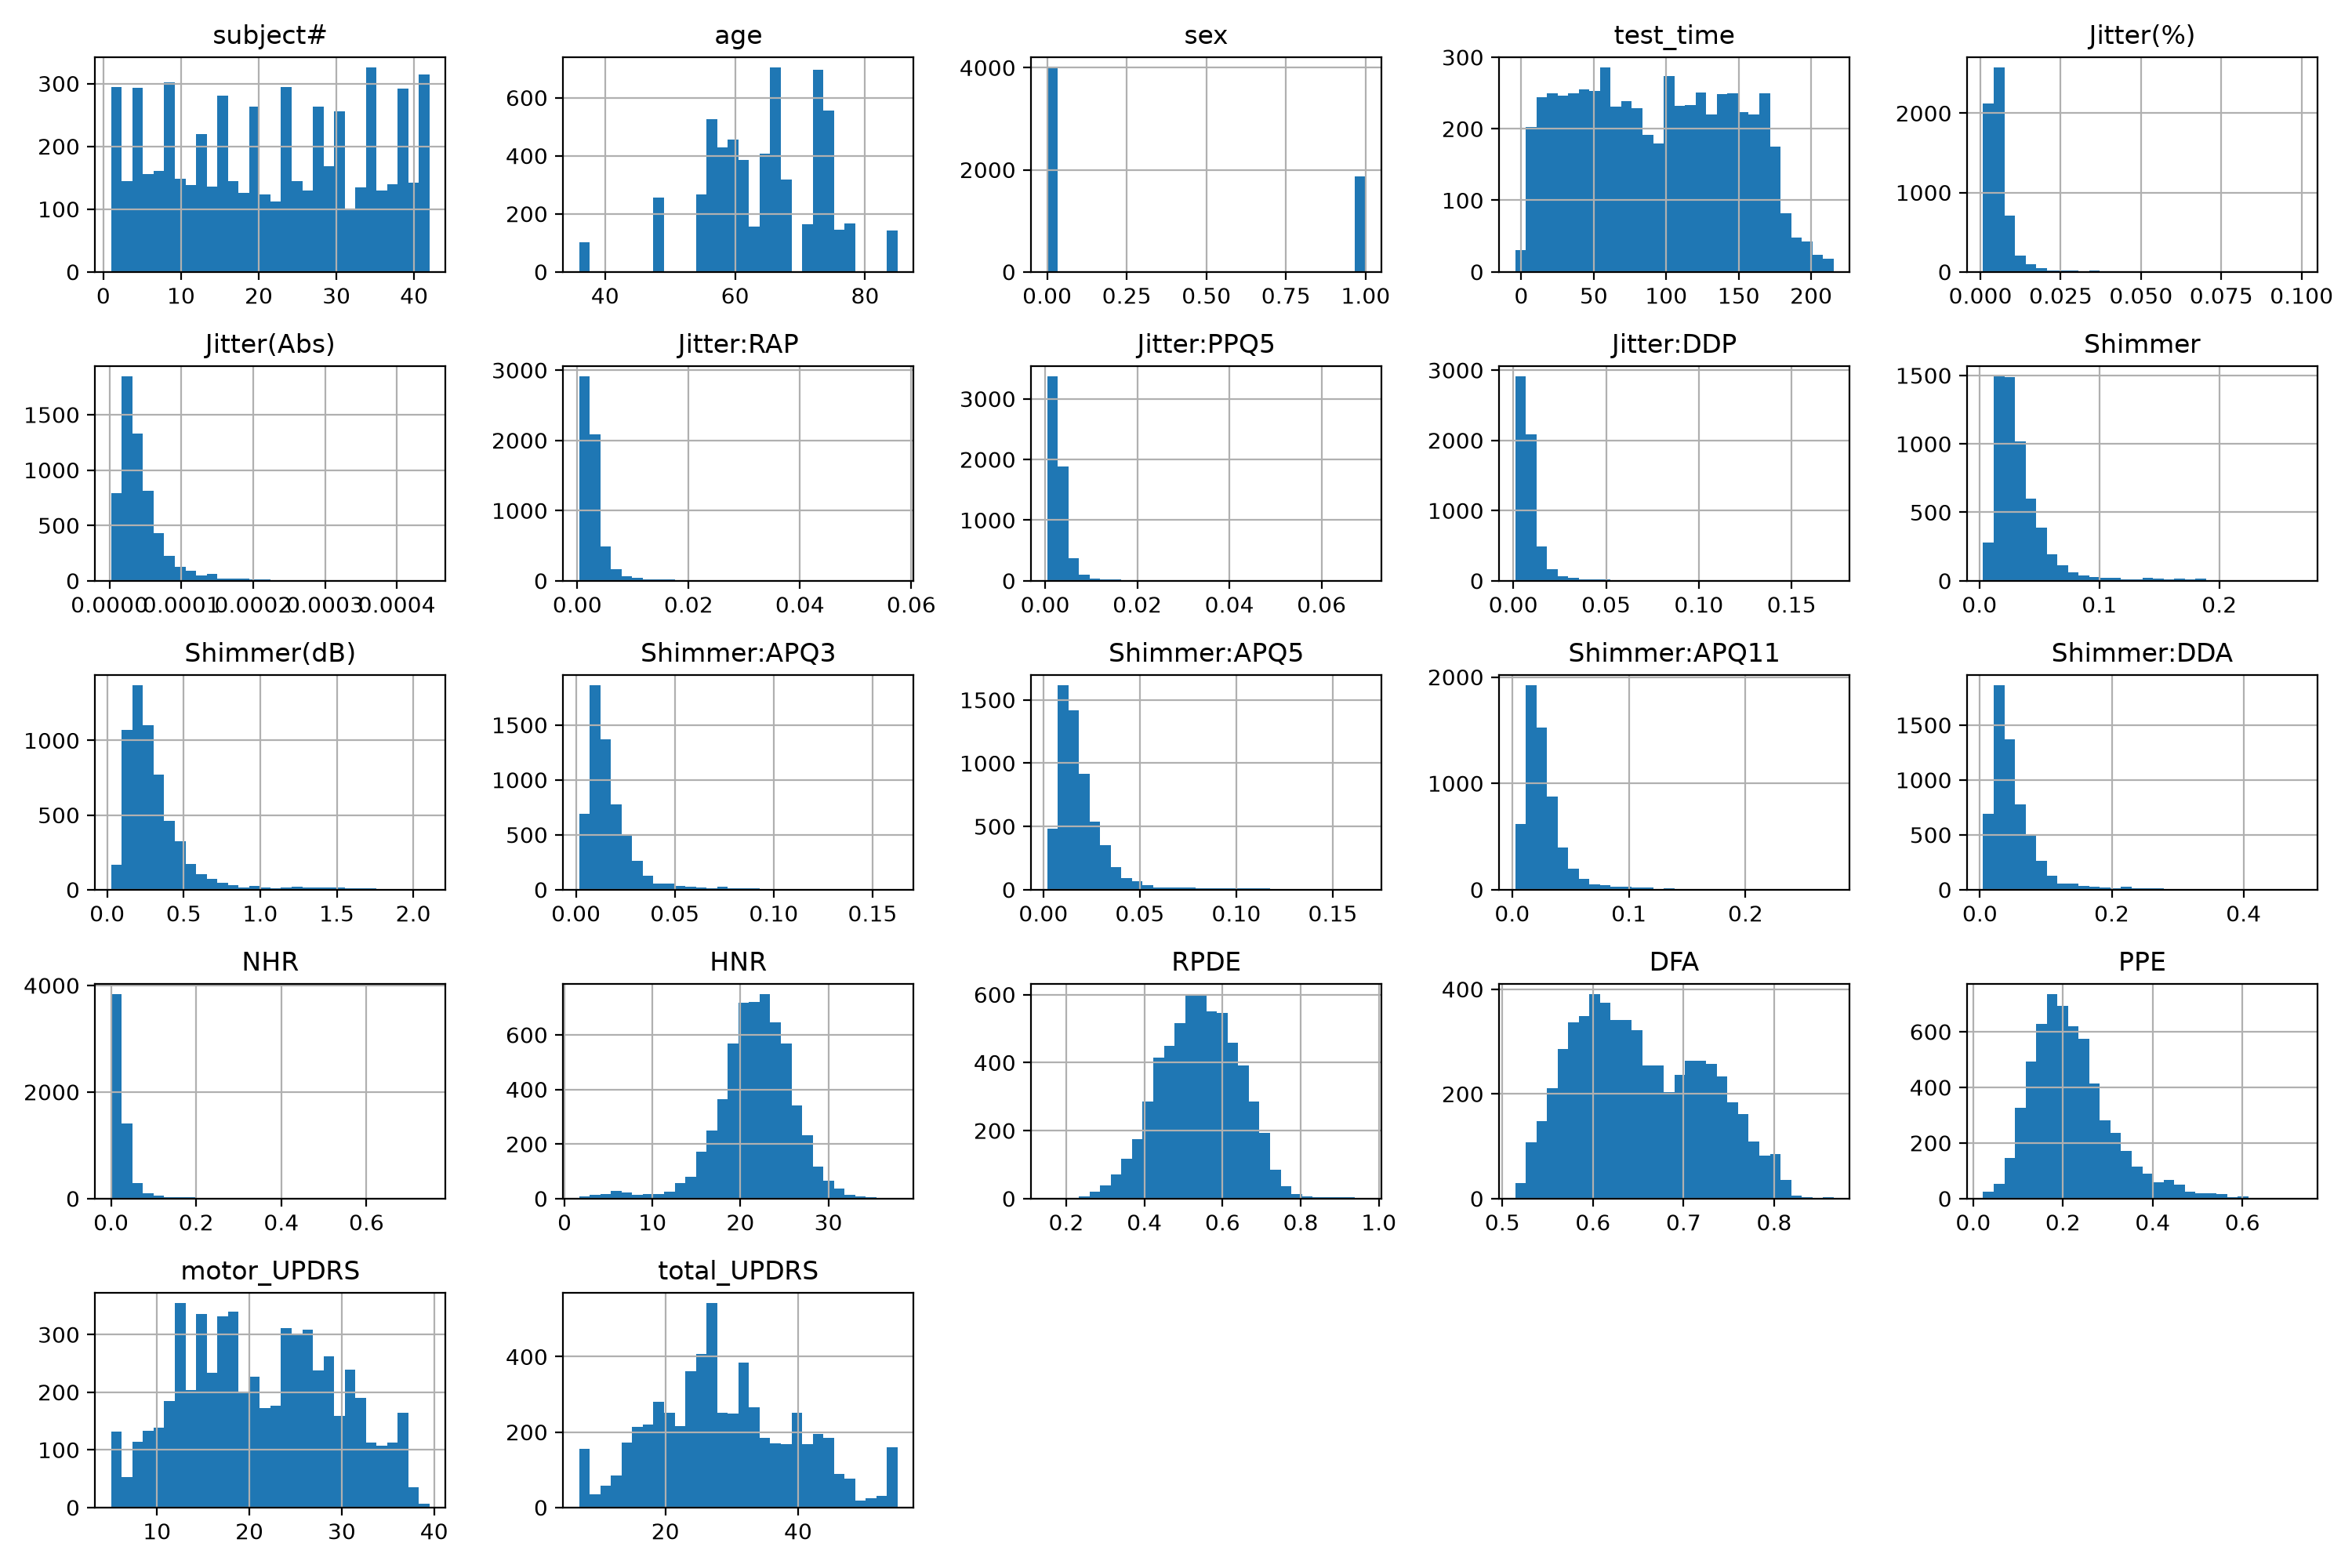 subject# age sex test_time Jitter(%)
300 600 4000 300 2000
200 400 2000 200 1000
100 200 0 100 0
0 0 0
0 10 20 30 40 40 60 80 0.00 0.25 0.50 0.75 1.00 0 50 100 150 200 0.000 0.025 0.050 0.075 0.100
Jitter(Abs) Jitter:RAP Jitter:PPQ5 Jitter:DDP Shimmer
1500 3000 3000 3000 1500
1000 2000 2000 2000 1000
500 1000 1000 1000 500
0 0 0 0 0
0.0000 0.0001 0.0002 0.0003 0.0004 0.00 0.02 0.04 0.06 0.00 0.02 0.04 0.06 0.00 0.05 0.10 0.15 0.0 0.1 0.2
Shimmer(dB) Shimmer:APQ3 Shimmer:APQ5 Shimmer:APQ11 Shimmer:DDA
1000 1500 1500 2000 1500
500 1000 1000 1000 1000
0 500 500 0 500
0 0 0
0.0 0.5 1.0 1.5 2.0 0.00 0.05 0.10 0.15 0.00 0.05 0.10 0.15 0.0 0.1 0.2 0.0 0.2 0.4
NHR HNR RPDE DFA PPE
4000 600 600 400 600
2000 400 400 200 400
0 200 200 0 200
0 0 0
0.0 0.2 0.4 0.6 0 10 20 30 0.2 0.4 0.6 0.8 1.0 0.5 0.6 0.7 0.8 0.0 0.2 0.4 0.6
motor_UPDRS total_UPDRS
300 400
200 200
100 0
0
10 20 30 40 20 40